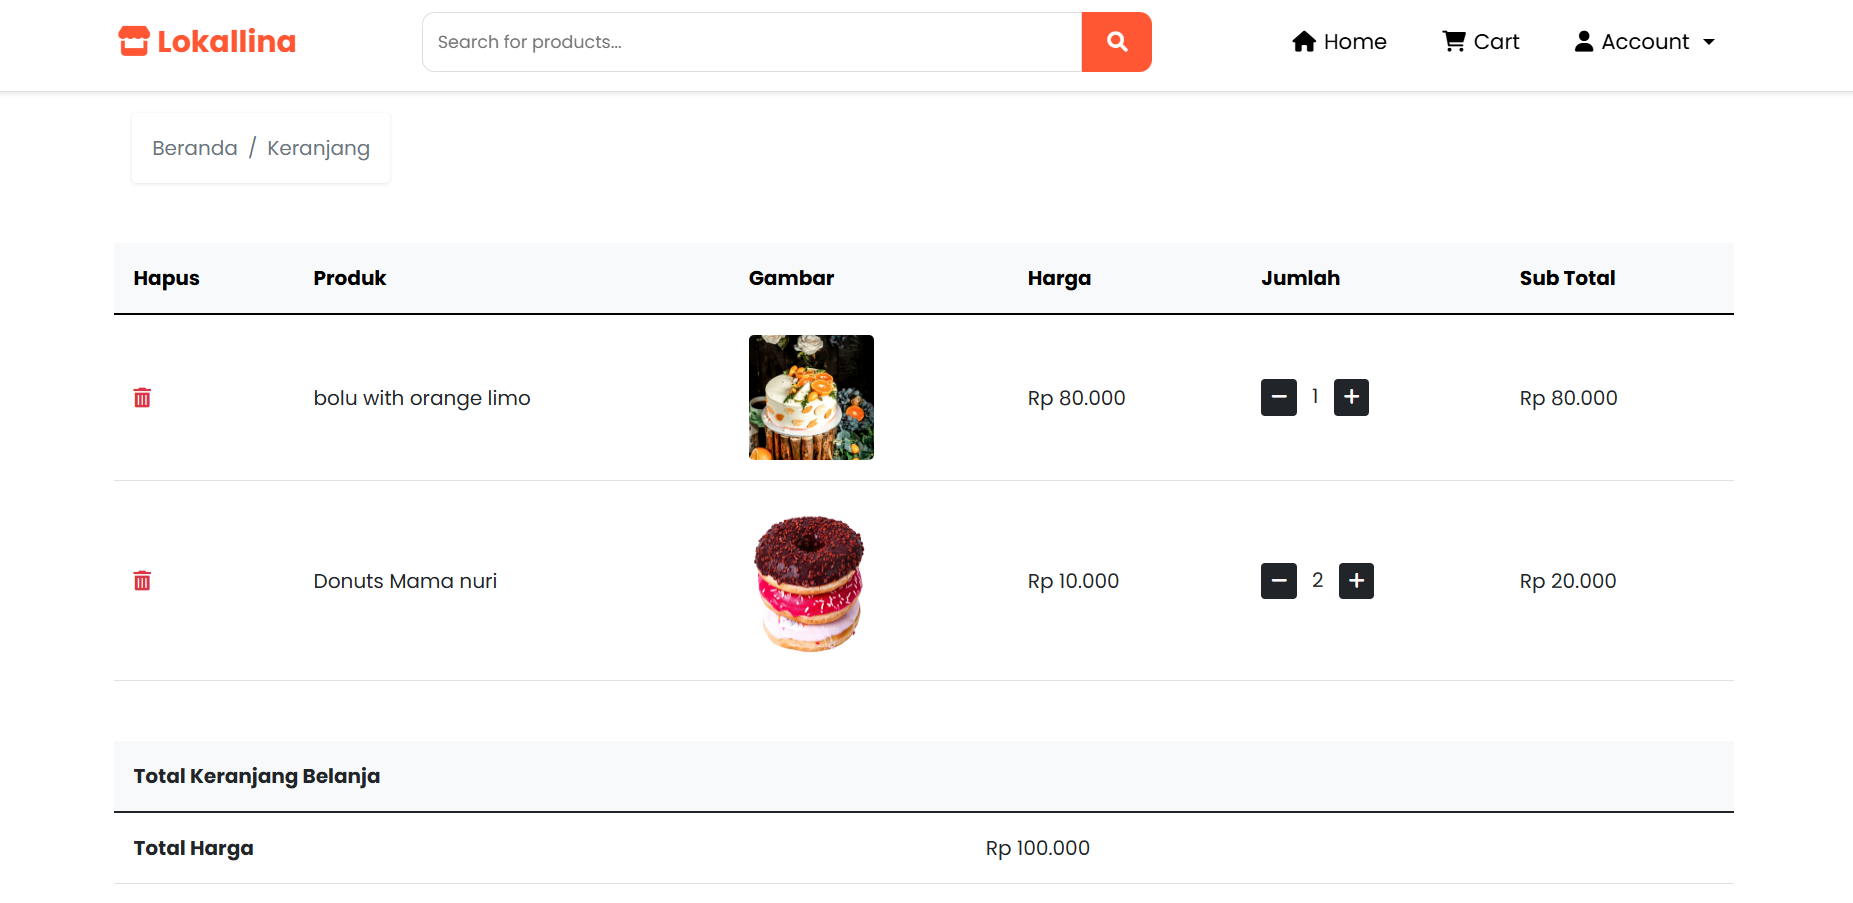 Lokallina Search for products... Home Cart Account
Beranda / Keranjang
Hapus Produk Gambar Harga Jumlah Sub Total
bolu with orange limo Rp 80.000 1 Rp 80.000
Donuts Mama nuri Rp 10.000 2 Rp 20.000
Total Keranjang Belanja
Total Harga Rp 100.000